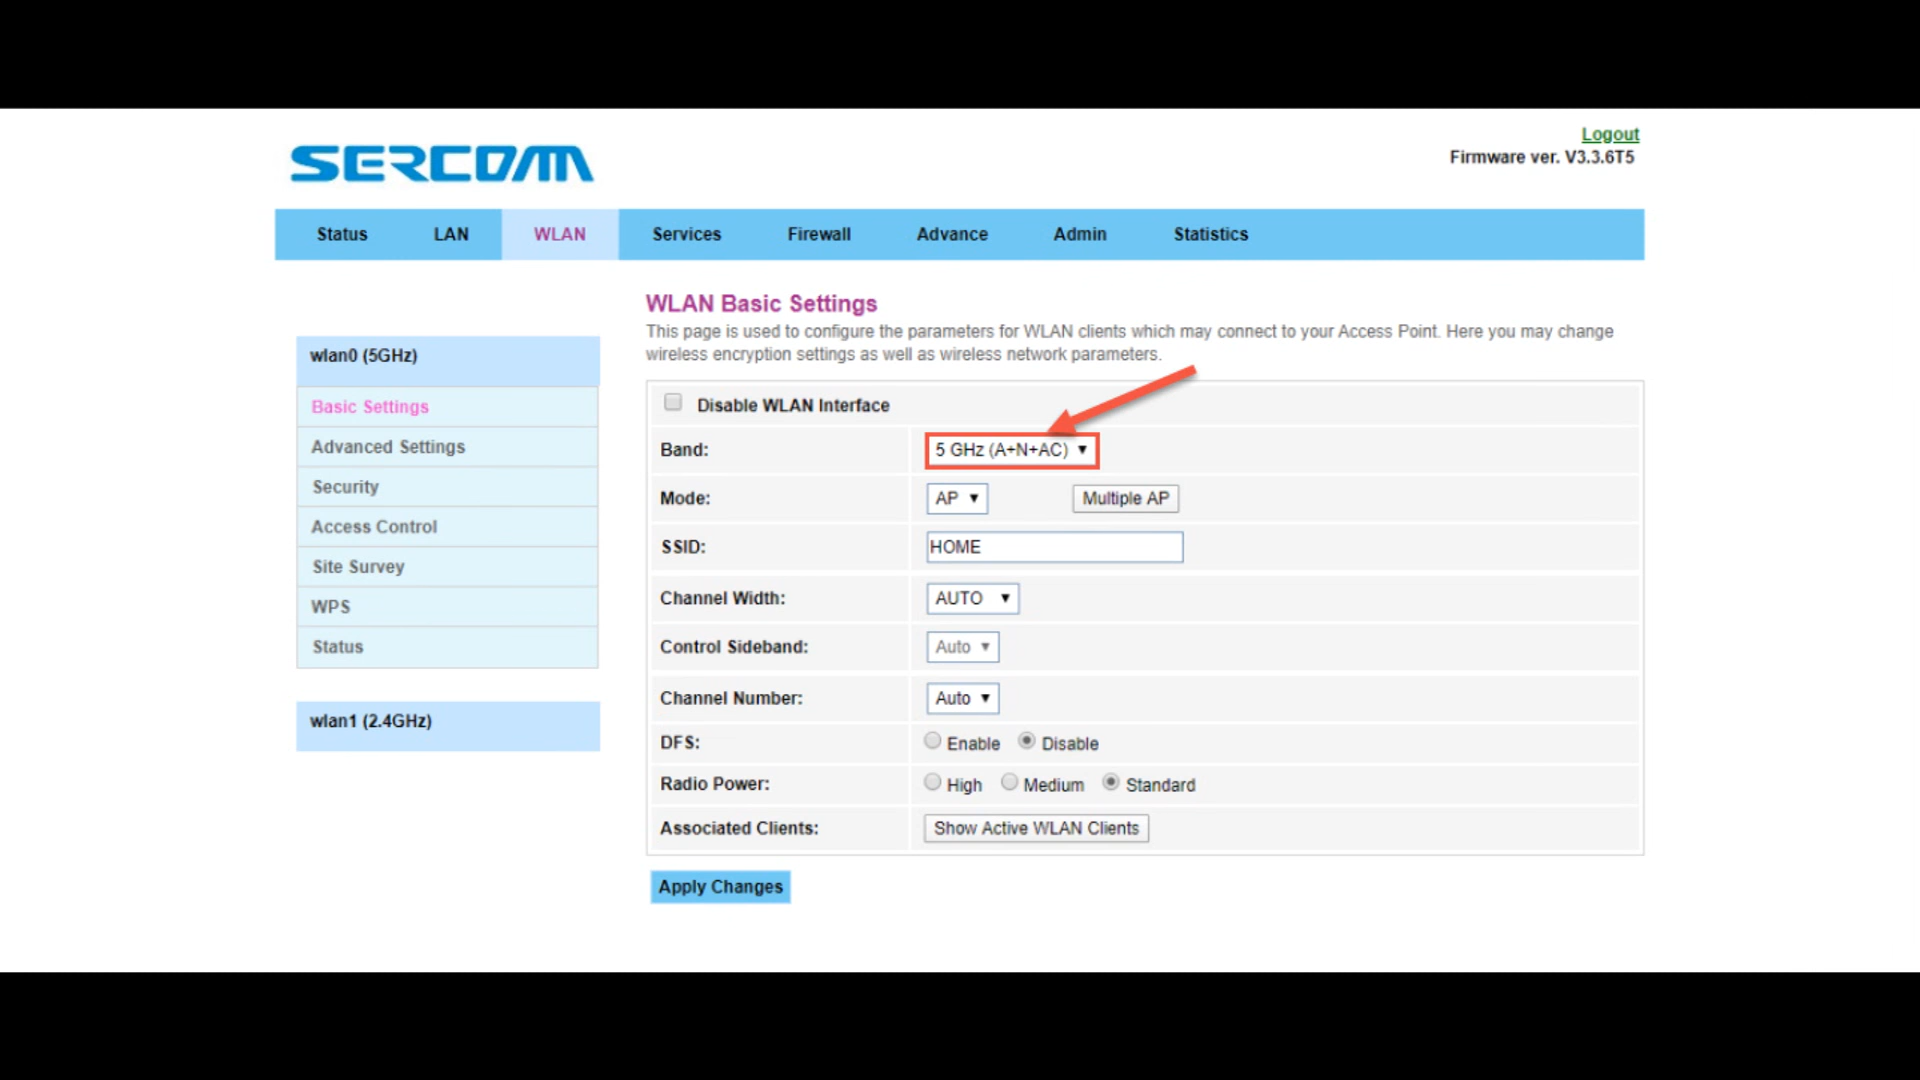 SERCOMM
Logout
Firmware ver. V3.3.6T5
Status LAN WLAN Services Firewall Advance Admin Statistics
WLAN Basic Settings
This page is used to configure the parameters for WLAN clients which may connect to your Access Point. Here you may change
wireless encryption settings as well as wireless network parameters.
wlan0 (5GHz)
Basic Settings
Advanced Settings
Security
Access Control
Site Survey
WPS
Status
wlan1 (2.4GHz)
Disable WLAN Interface
Band: 5 GHz (A+N+AC)
Mode: AP Multiple AP
SSID: HOME
Channel Width: AUTO
Control Sideband: Auto
Channel Number: Auto
DFS: Enable Disable
Radio Power: High Medium Standard
Associated Clients: Show Active WLAN Clients
Apply Changes